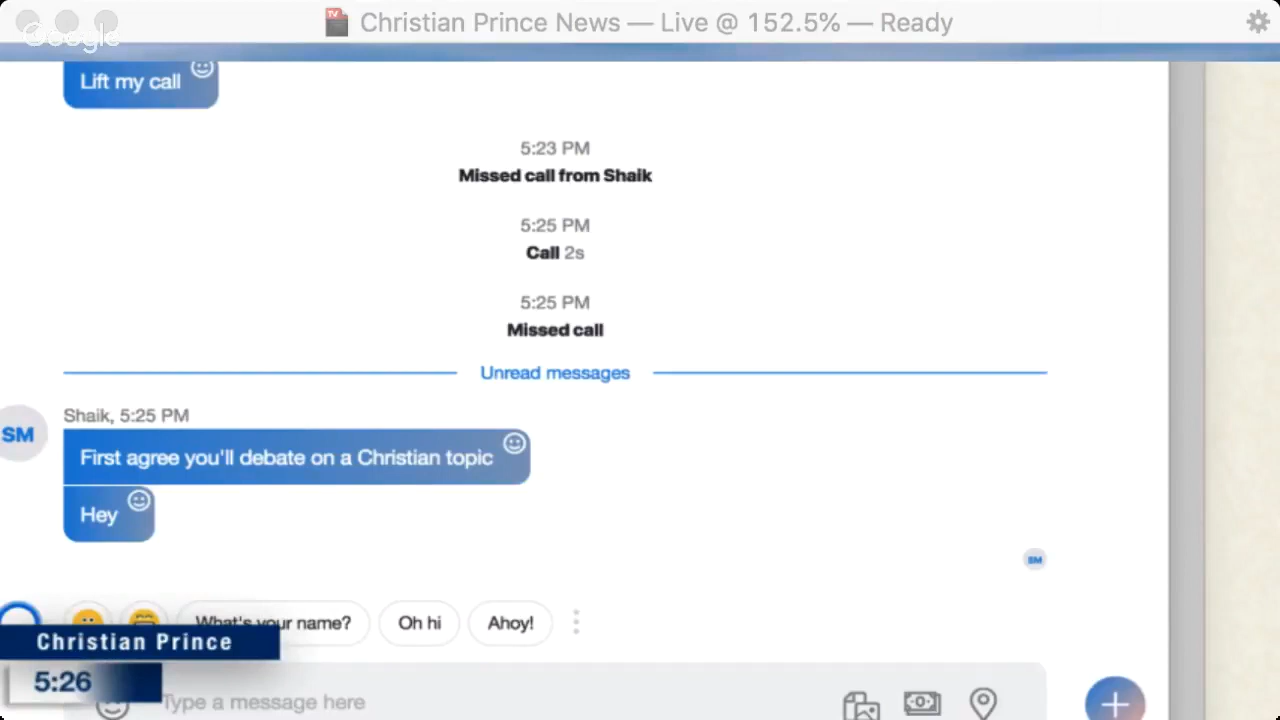 Google
TV
Christian Prince News — Live @ 152.5% — Ready
Lift my call
5:23 PM
Missed call from Shaik
5:25 PM
Call 2s
5:25 PM
Missed call
Unread messages
Shaik, 5:25 PM
SM
First agree you'll debate on a Christian topic
Hey
SM
What's your name?
Oh hi
Ahoy!
Christian Prince
5:26
Type a message here